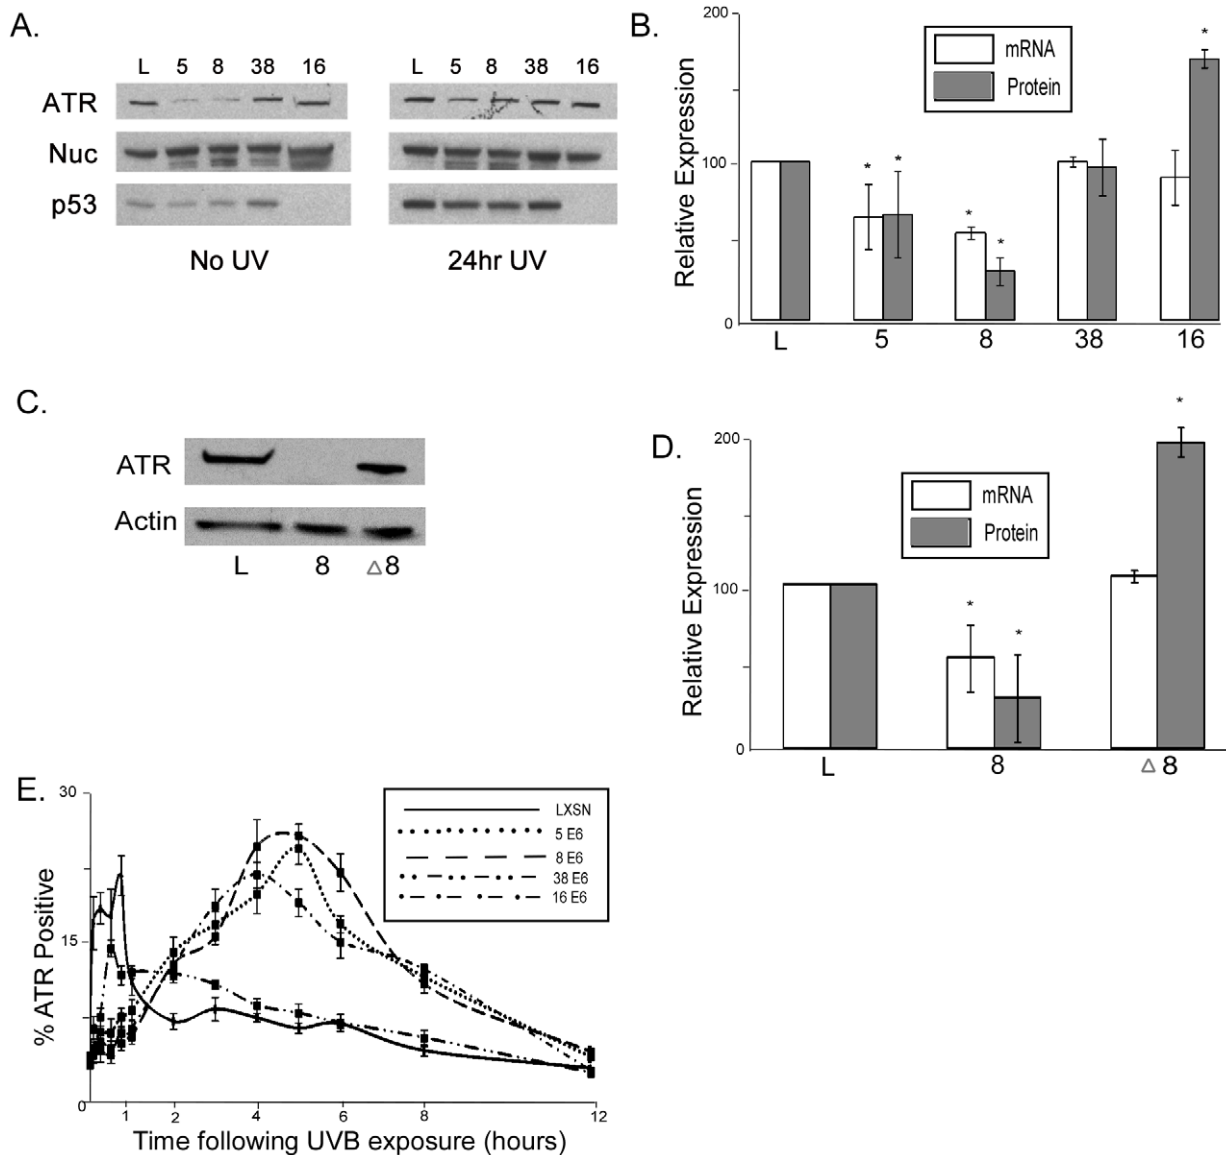 A.
L 5 8 38 16
L 5 8 38 16
ATR
Nuc
p53
No UV
24hr UV
B.
200
100
0
Relative Expression
mRNA
Protein
* * * * *
L 5 8 38 16
C.
ATR
Actin
L 8 △8
D.
200
100
0
Relative Expression
mRNA
Protein
* * *
L 8 △ 8
E.
30
15
0
% ATR Positive
LXSN
5 E6
8 E6
38 E6
16 E6
1 2 4 6 8 12
Time following UVB exposure (hours)